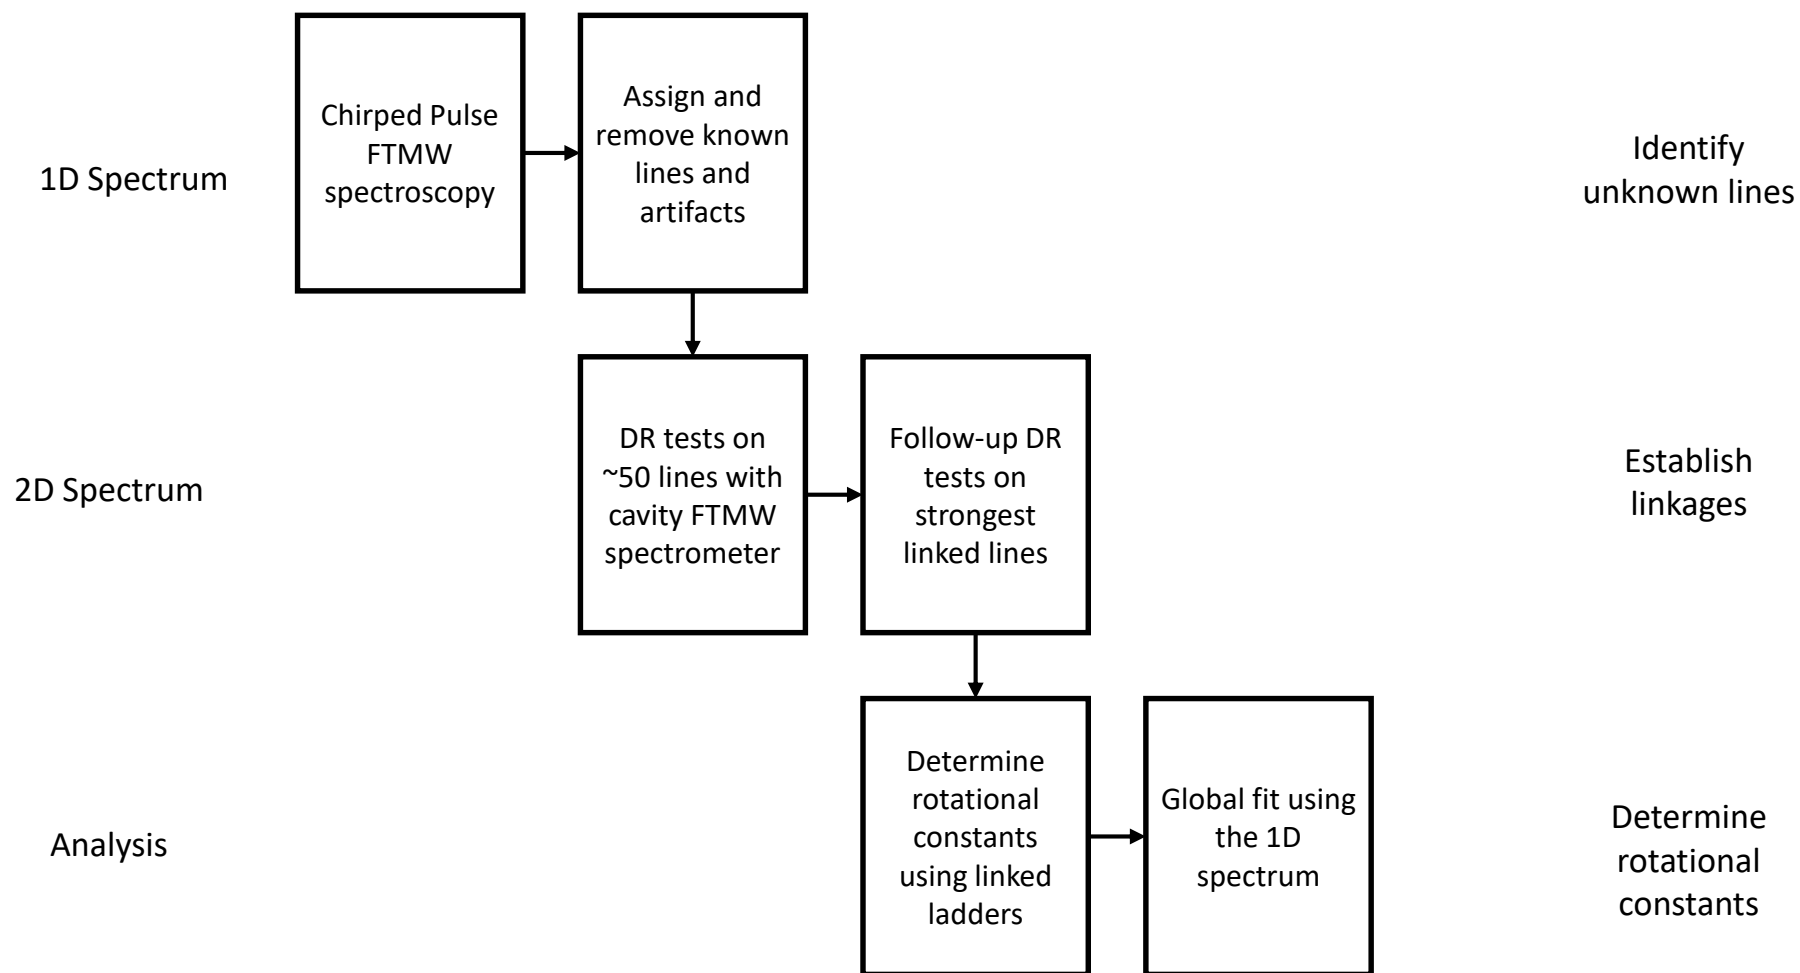 1D Spectrum
Chirped Pulse
FTMW
spectroscopy
Assign and
remove known
lines and
artifacts
Identify
unknown lines
2D Spectrum
DR tests on
~50 lines with
cavity FTMW
spectrometer
Follow-up DR
tests on
strongest
linked lines
Establish
linkages
Analysis
Determine
rotational
constants
using linked
ladders
Global fit using
the 1D
spectrum
Determine
rotational
constants